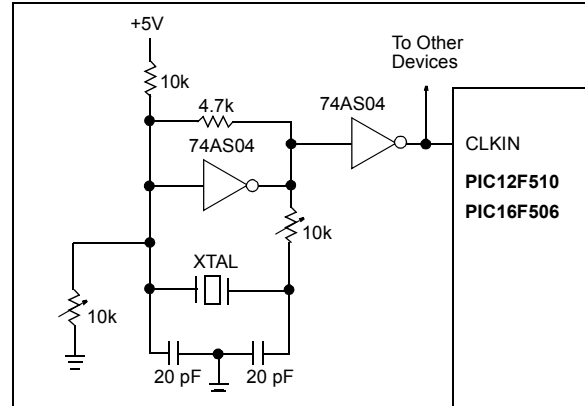 +5V
To Other
Devices
10k
4.7k
74AS04
74AS04
CLKIN
PIC12F510
PIC16F506
10k
XTAL
10k
20 pF
20 pF